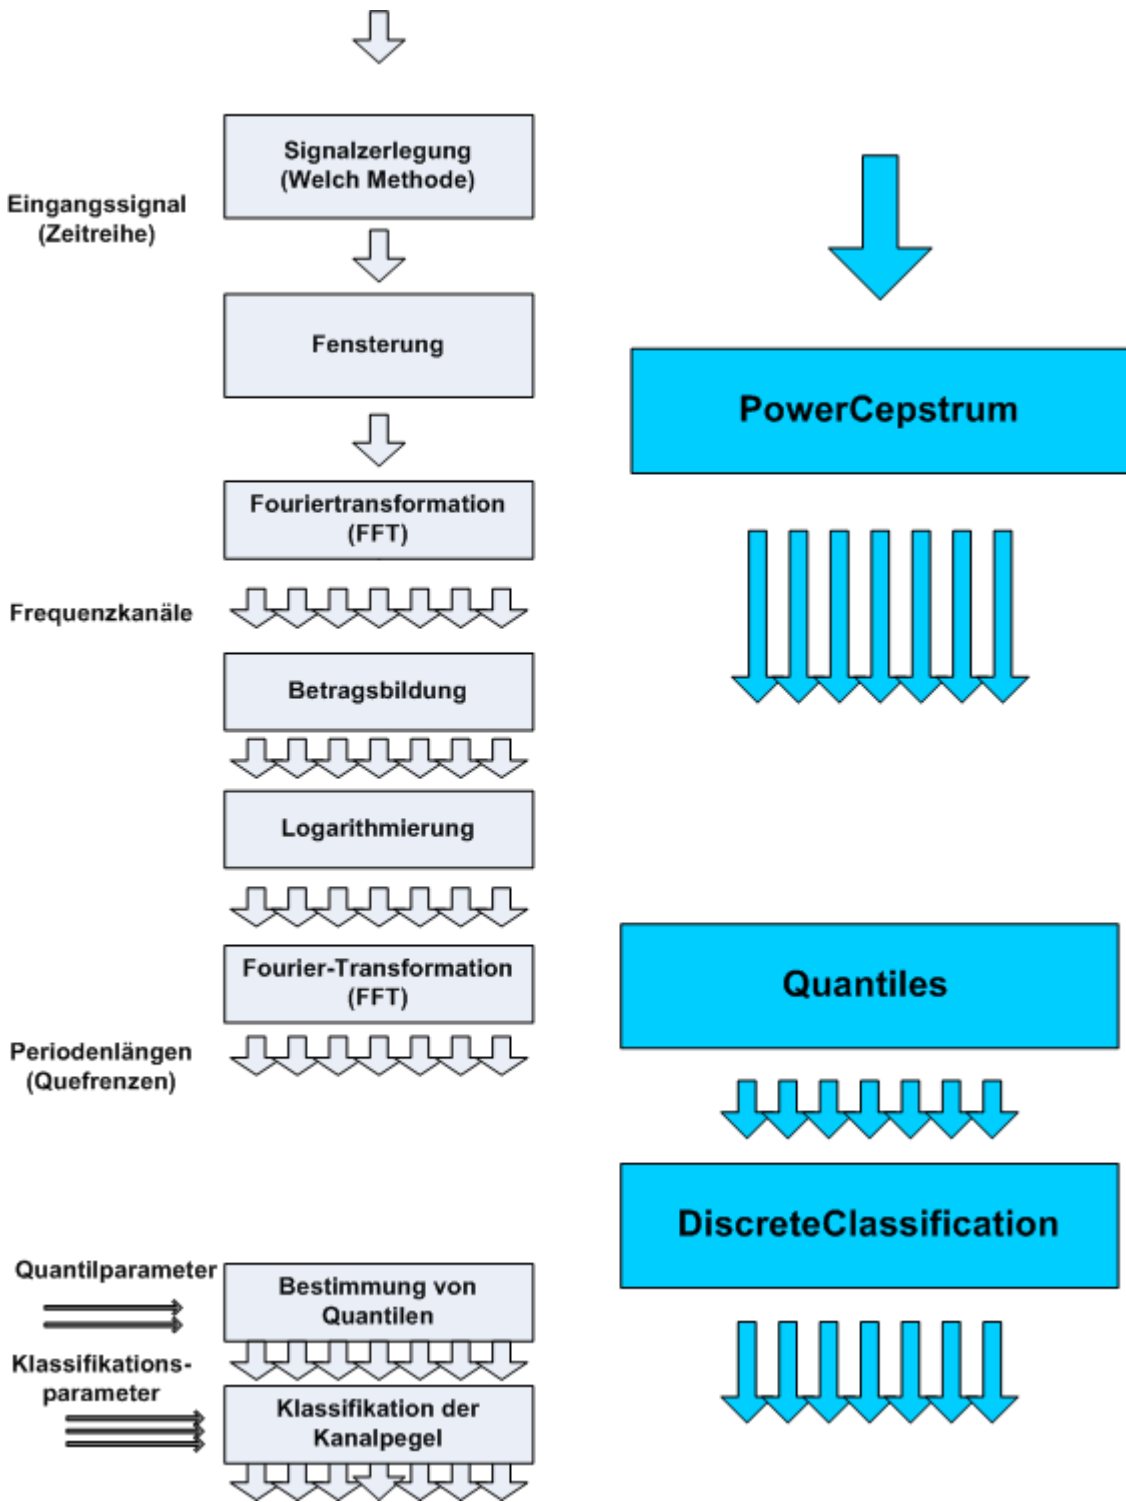 Signalzerlegung
(Welch Methode)
Eingangssignal
(Zeitreihe)
Fensterung
PowerCepstrum
Fouriertransformation
(FFT)
Frequenzkanäle
Betragsbildung
Logarithmierung
Fourier-Transformation
(FFT)
Quantiles
Periodenlängen
(Quefrenzen)
DiscreteClassification
Quantilparameter
Bestimmung von
Quantilen
Klassifikations-
parameter
Klassifikation der
Kanalpegel